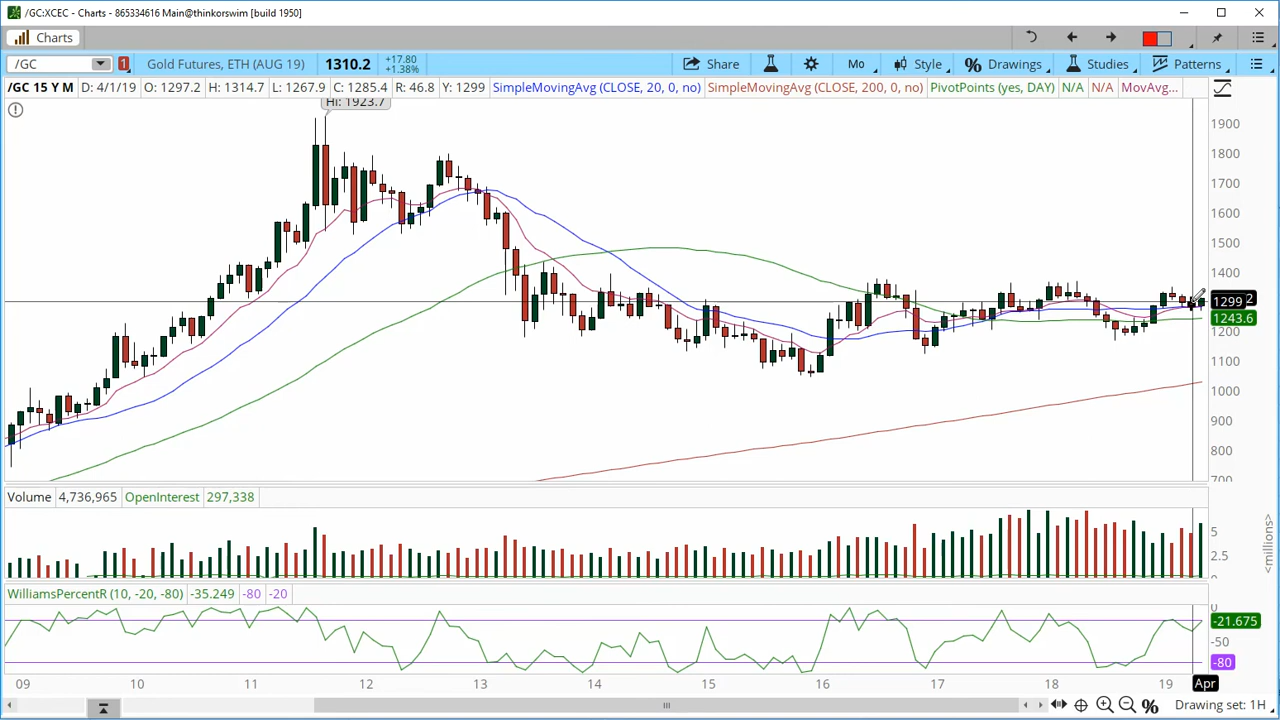 /GC:XCEC - Charts - 865334616 Main@thinkorswim [build 1950]
Charts
/GC 1 Gold Futures, ETH (AUG 19) 1310.2 +17.80 +1.38% Share Mo Style Drawings Studies Patterns
/GC 15 Y M D: 4/1/19 O: 1297.2 H: 1314.7 L: 1267.9 C: 1285.4 R: 46.8 Y: 1299 SimpleMovingAvg (CLOSE, 20, 0, no) SimpleMovingAvg (CLOSE, 200, 0, no) PivotPoints (yes, DAY) N/A N/A MovAvg...
Hi: 1923.7
1900
1800
1700
1600
1500
1400
1299
1243.6
1200
1100
1000
900
800
700
Volume 4,736,965 OpenInterest 297,338
5
2.5
0
<millions>
WilliamsPercentR (10, -20, -80) -35.249 -80 -20
0
-21.675
-50
-80
09 10 11 12 13 14 15 16 17 18 19 Apr
Drawing set: 1H